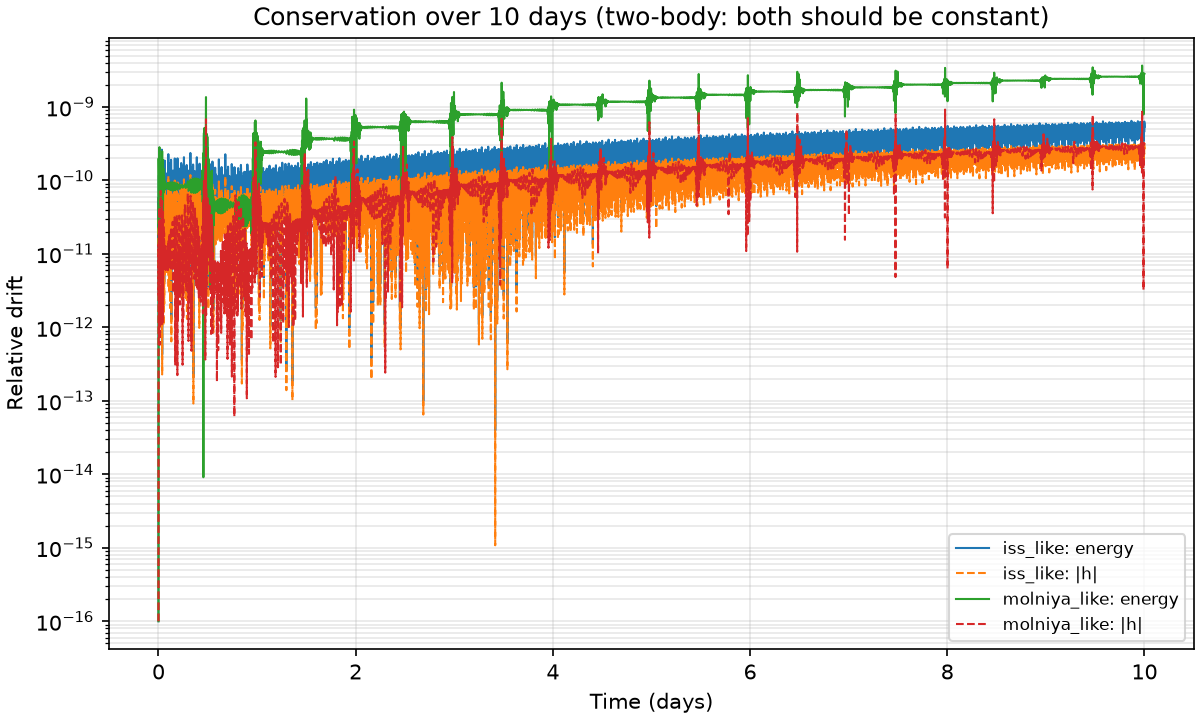 Conservation over 10 days (two-body: both should be constant)
Relative drift
10⁻⁹
10⁻¹⁰
10⁻¹¹
10⁻¹²
10⁻¹³
10⁻¹⁴
10⁻¹⁵
10⁻¹⁶
iss_like: energy
iss_like: |h|
molniya_like: energy
molniya_like: |h|
0 2 4 6 8 10
Time (days)